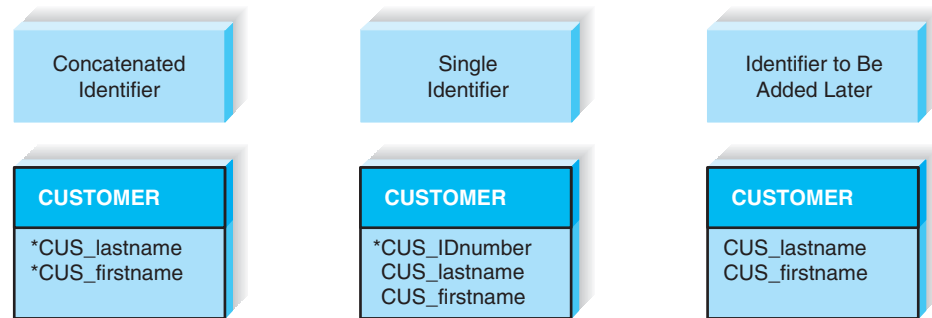 Concatenated
Identifier
Single
Identifier
Identifier to Be
Added Later
CUSTOMER
*CUS_lastname
*CUS_firstname
CUSTOMER
*CUS_IDnumber
CUS_lastname
CUS_firstname
CUSTOMER
CUS_lastname
CUS_firstname